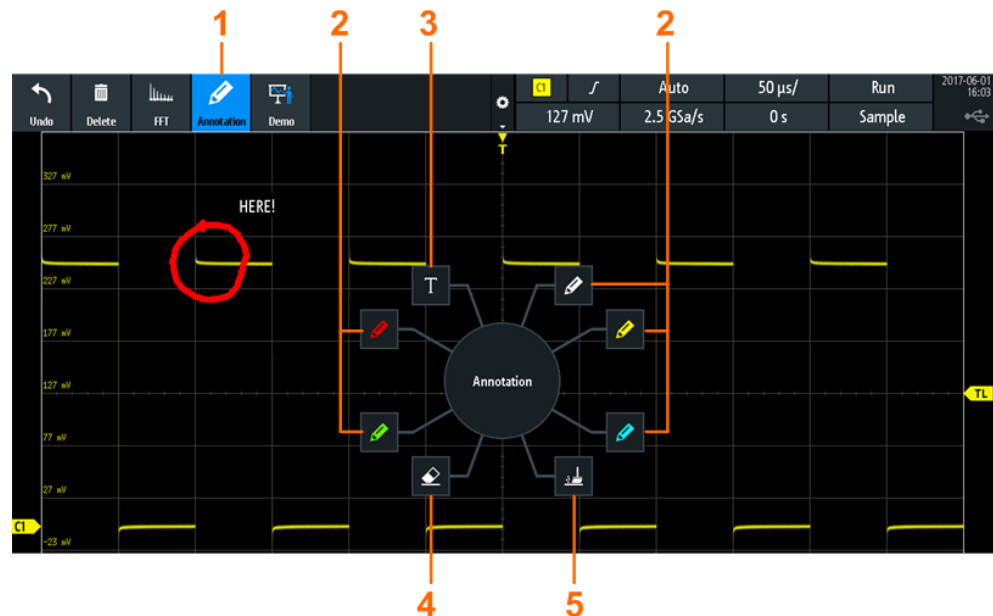 1 2 3 2
Undo Delete FFT Annotation Demo
C1 Auto 50 µs/ Run 2017-06-01
16:03
127 mV 2.5 GSa/s 0 s Sample
T
327 mV
HERE!
277 mV
227 mV
T
177 mV
Annotation
127 mV
TL
77 mV
27 mV
C1
-23 mV
4 5